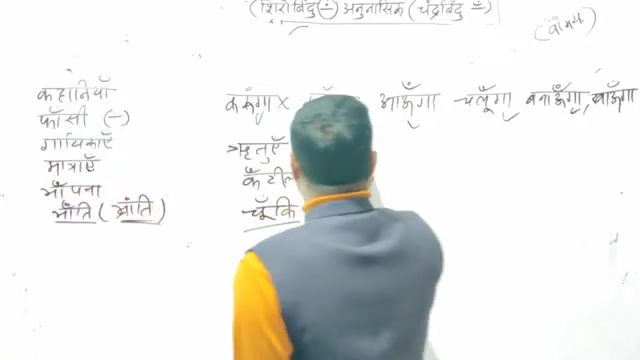 (शिरोबिंदु(ـं) अनुनासिक (चंद्रबिंदु ـँ)
कहानियाँ
फाँसी (–)
गायिकाएँ
मात्राएँ
भाँपना
भाँति (भ्रांति)
करूंगा × आऊँगा चलूँगा बनाऊँगा, खाऊँगा
ऋतुएँ
कँटील
चूँकि